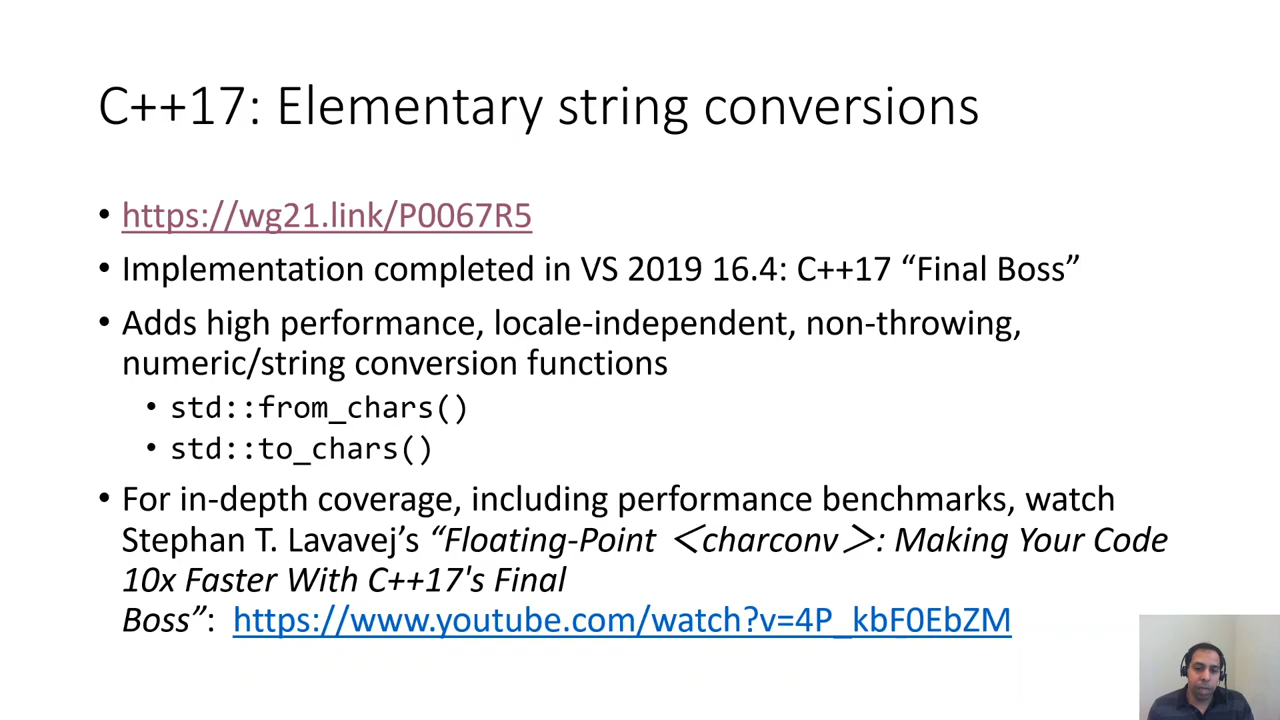 C++17: Elementary string conversions
• https://wg21.link/P0067R5
• Implementation completed in VS 2019 16.4: C++17 “Final Boss”
• Adds high performance, locale-independent, non-throwing,
numeric/string conversion functions
• std::from_chars()
• std::to_chars()
• For in-depth coverage, including performance benchmarks, watch
Stephan T. Lavavej’s “Floating-Point ＜charconv＞: Making Your Code
10x Faster With C++17's Final
Boss”: https://www.youtube.com/watch?v=4P_kbF0EbZM